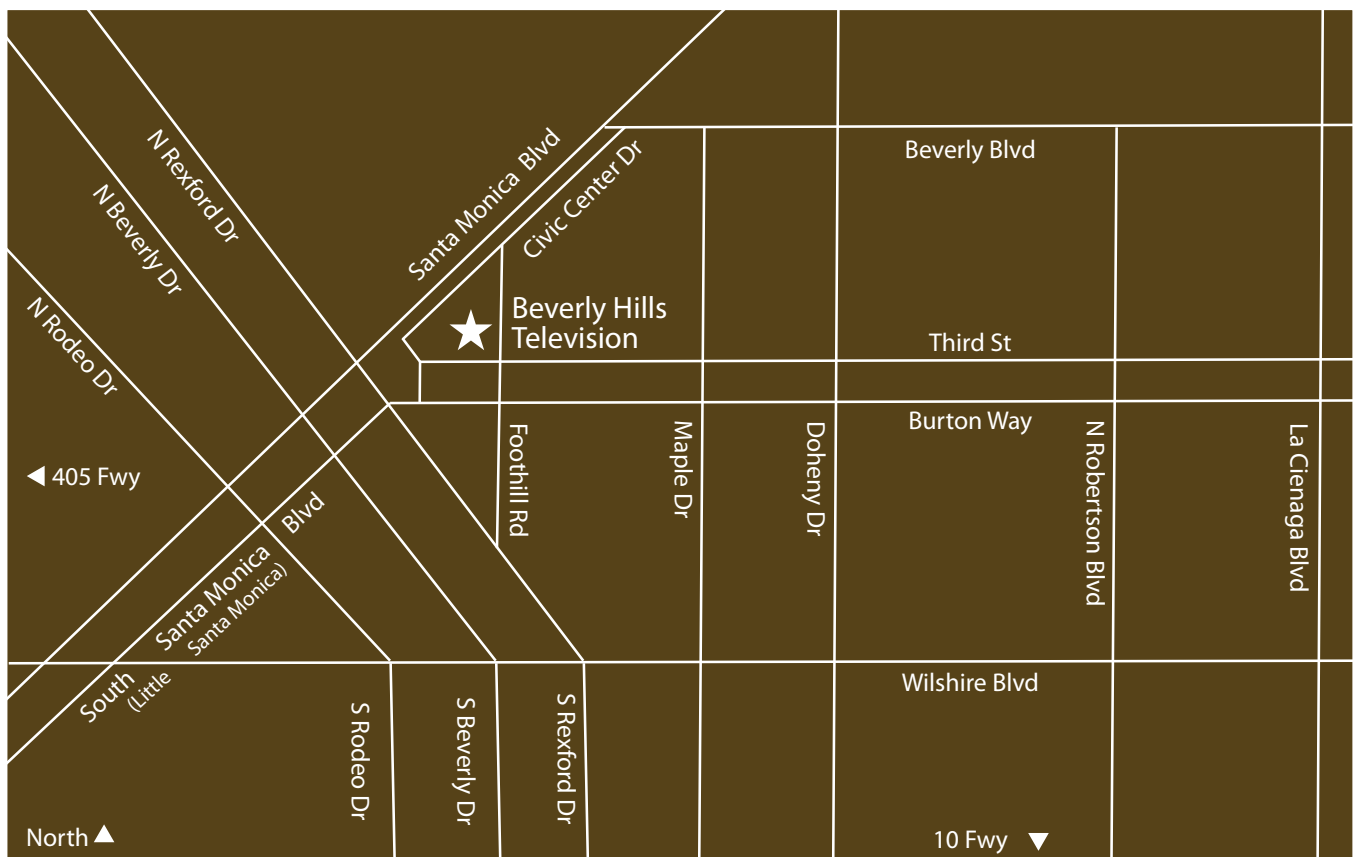 Santa Monica Blvd
Civic Center Dr
Beverly Blvd
N Rexford Dr
N Beverly Dr
N Rodeo Dr
Beverly Hills
Television
Third St
Burton Way
405 Fwy
Foothill Rd
Maple Dr
Doheny Dr
N Robertson Blvd
La Cienaga Blvd
South Santa Monica Blvd
(Little Santa Monica)
Wilshire Blvd
S Rodeo Dr
S Beverly Dr
S Rexford Dr
North
10 Fwy